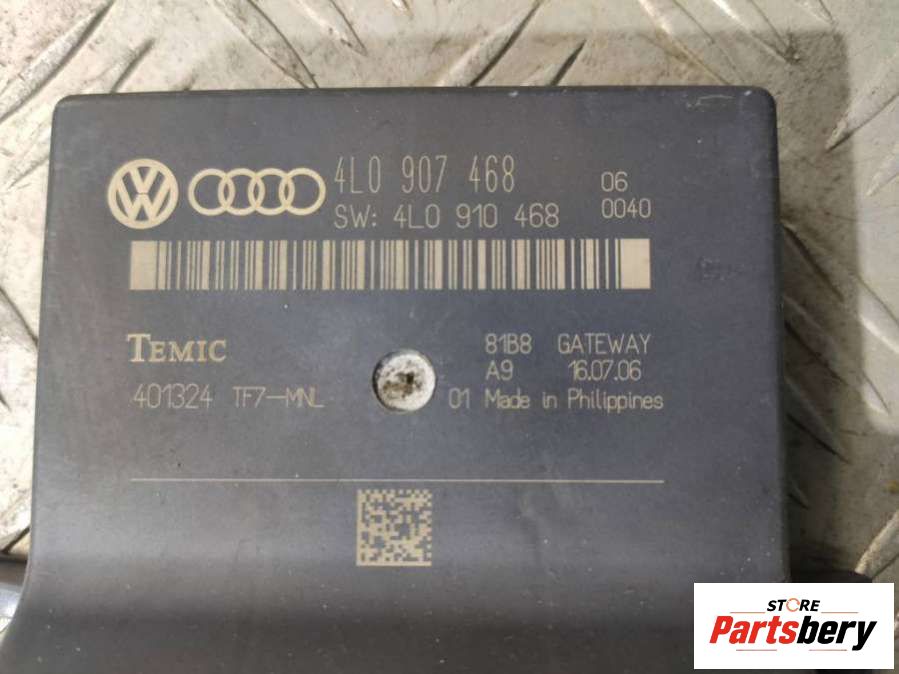 4L0 907 468 06
SW: 4L0 910 468 0040
TEMIC 81B8 GATEWAY
A9 16.07.06
401324 TF7-MNL 01 Made in Philippines
STORE
Partsbery